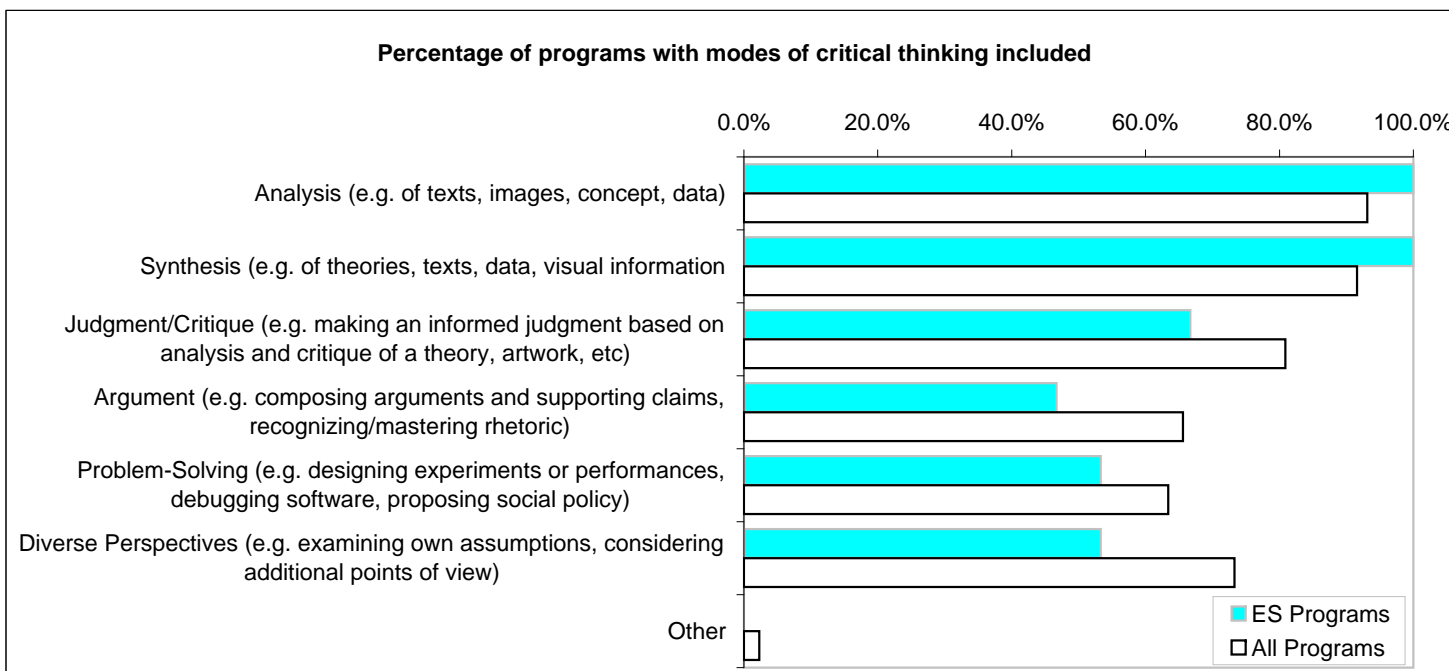 Percentage of programs with modes of critical thinking included
0.0% 20.0% 40.0% 60.0% 80.0% 100.0%
Analysis (e.g. of texts, images, concept, data)
Synthesis (e.g. of theories, texts, data, visual information
Judgment/Critique (e.g. making an informed judgment based on
analysis and critique of a theory, artwork, etc)
Argument (e.g. composing arguments and supporting claims,
recognizing/mastering rhetoric)
Problem-Solving (e.g. designing experiments or performances,
debugging software, proposing social policy)
Diverse Perspectives (e.g. examining own assumptions, considering
additional points of view)
Other
ES Programs
All Programs